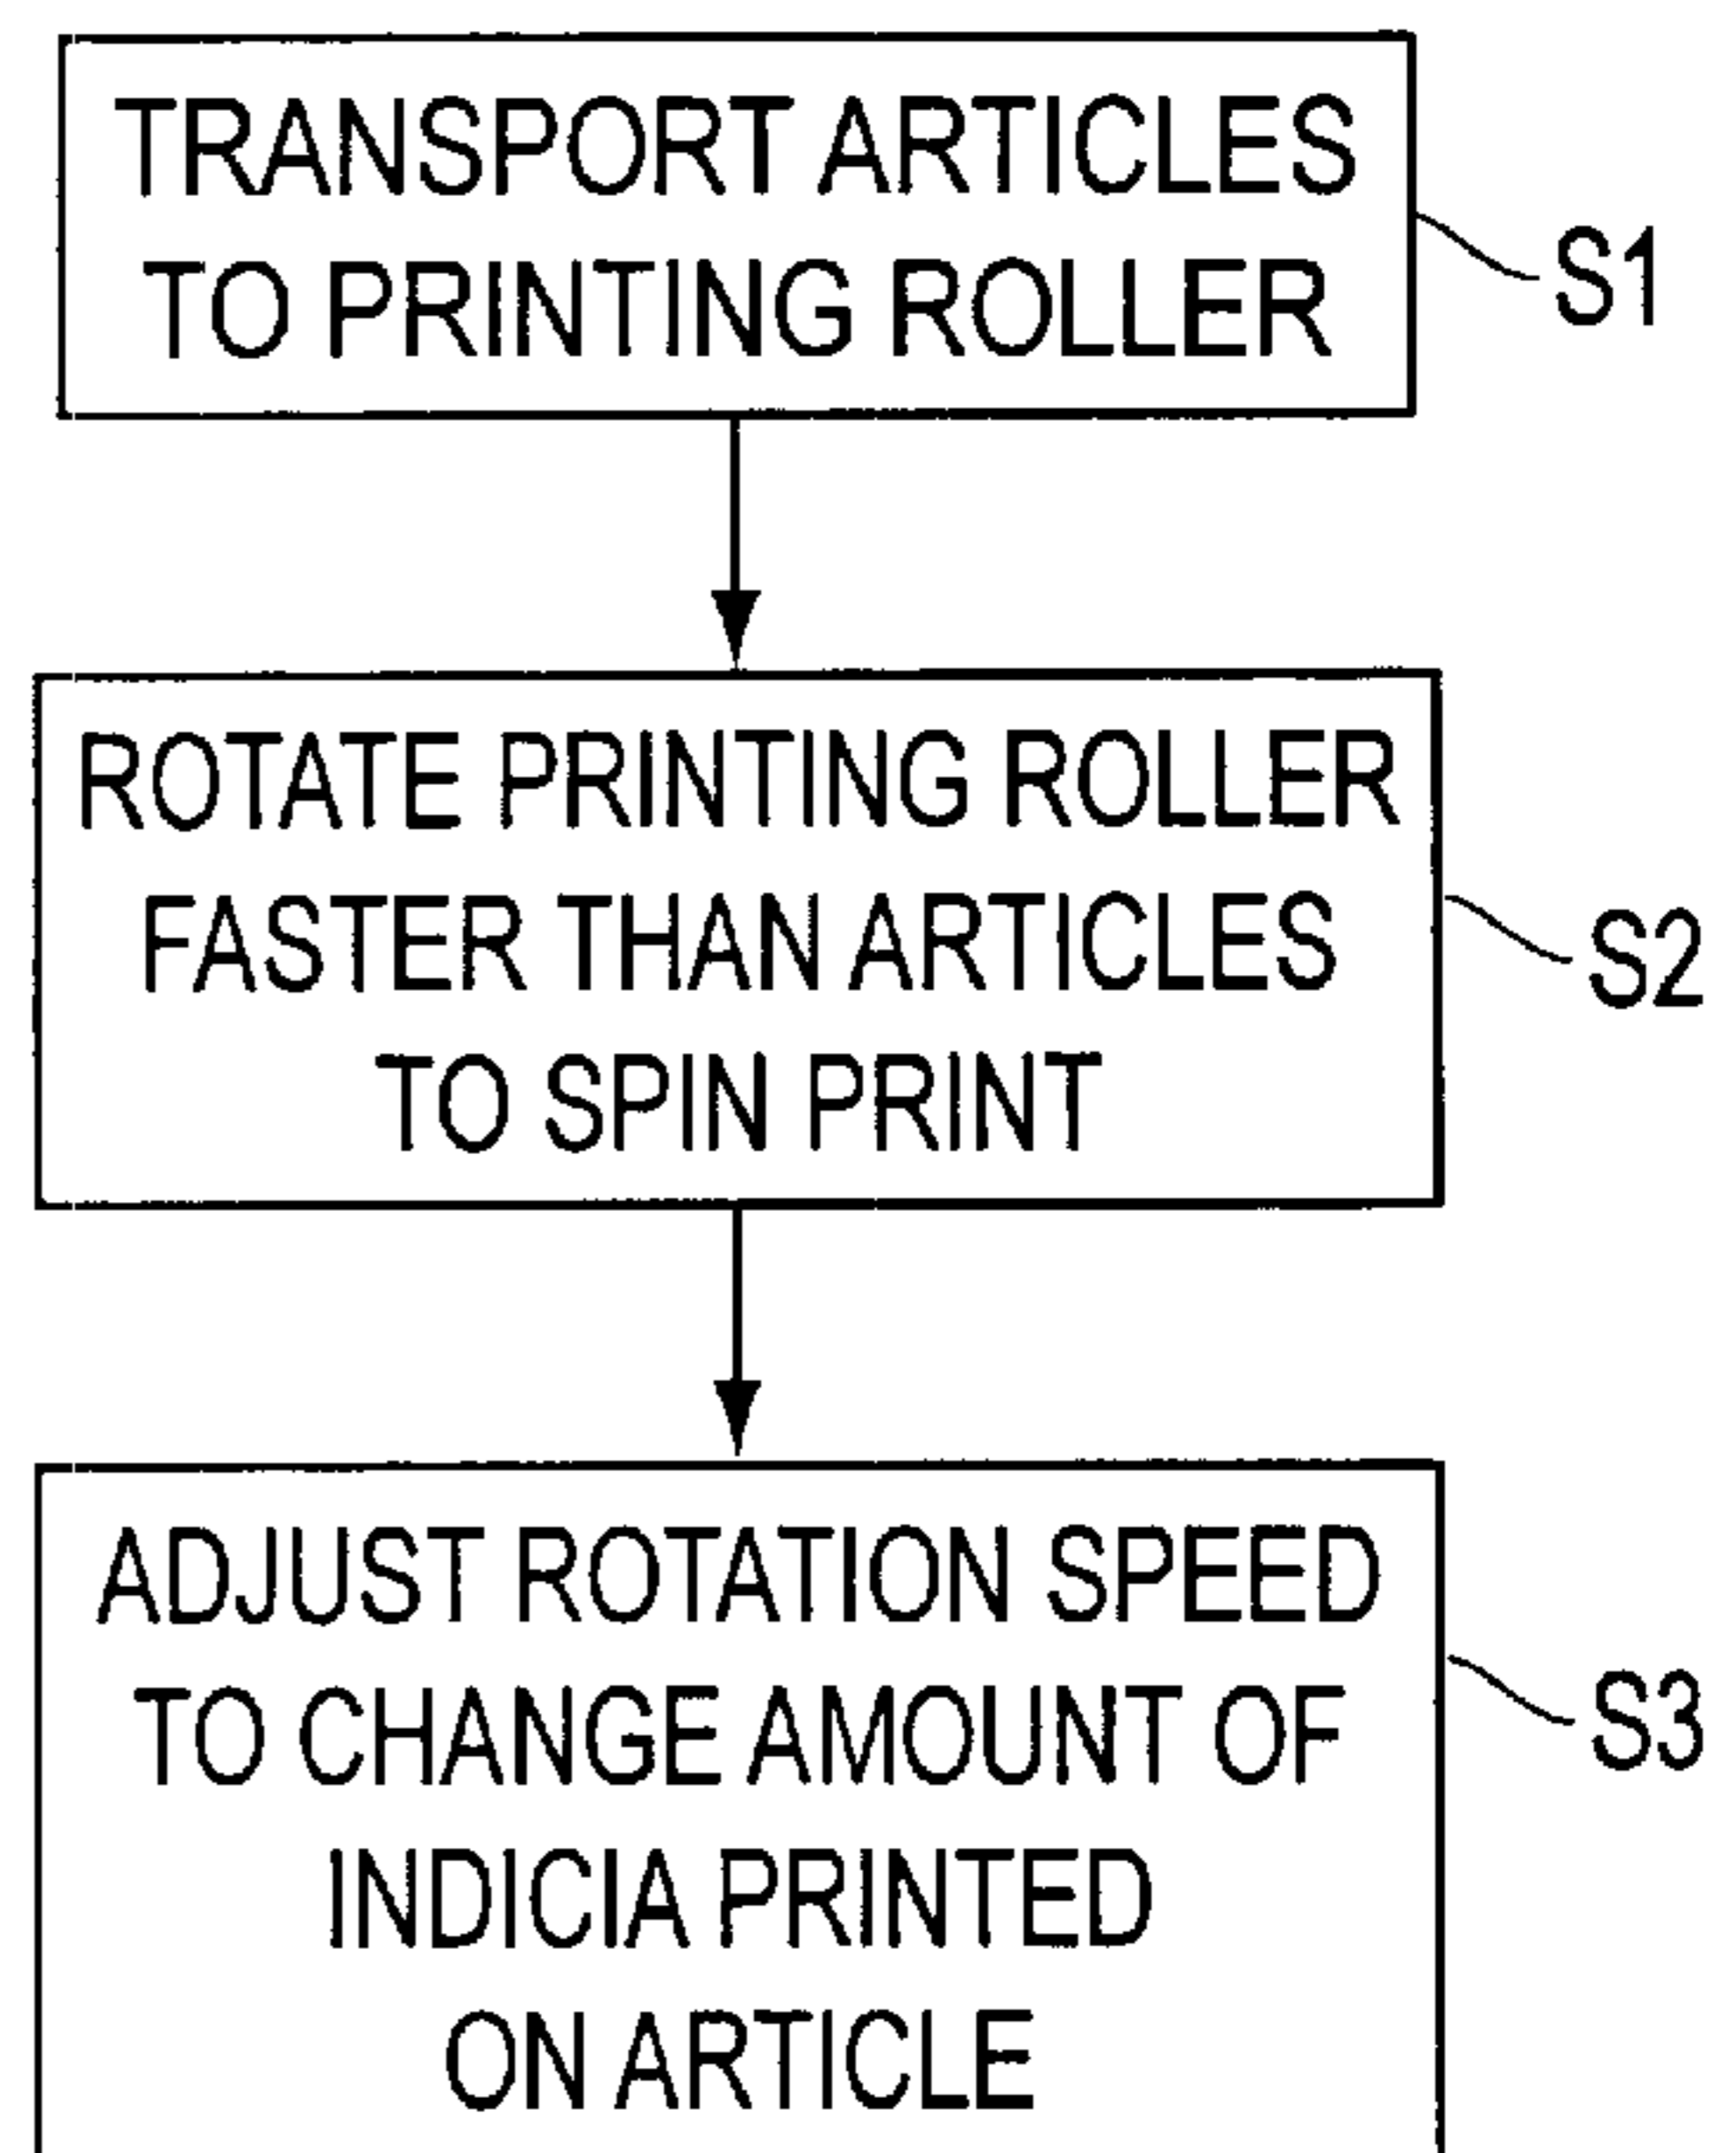 TRANSPORT ARTICLES
TO PRINTING ROLLER
S1
ROTATE PRINTING ROLLER
FASTER THAN ARTICLES
TO SPIN PRINT
S2
ADJUST ROTATION SPEED
TO CHANGE AMOUNT OF
INDICIA PRINTED
ON ARTICLE
S3